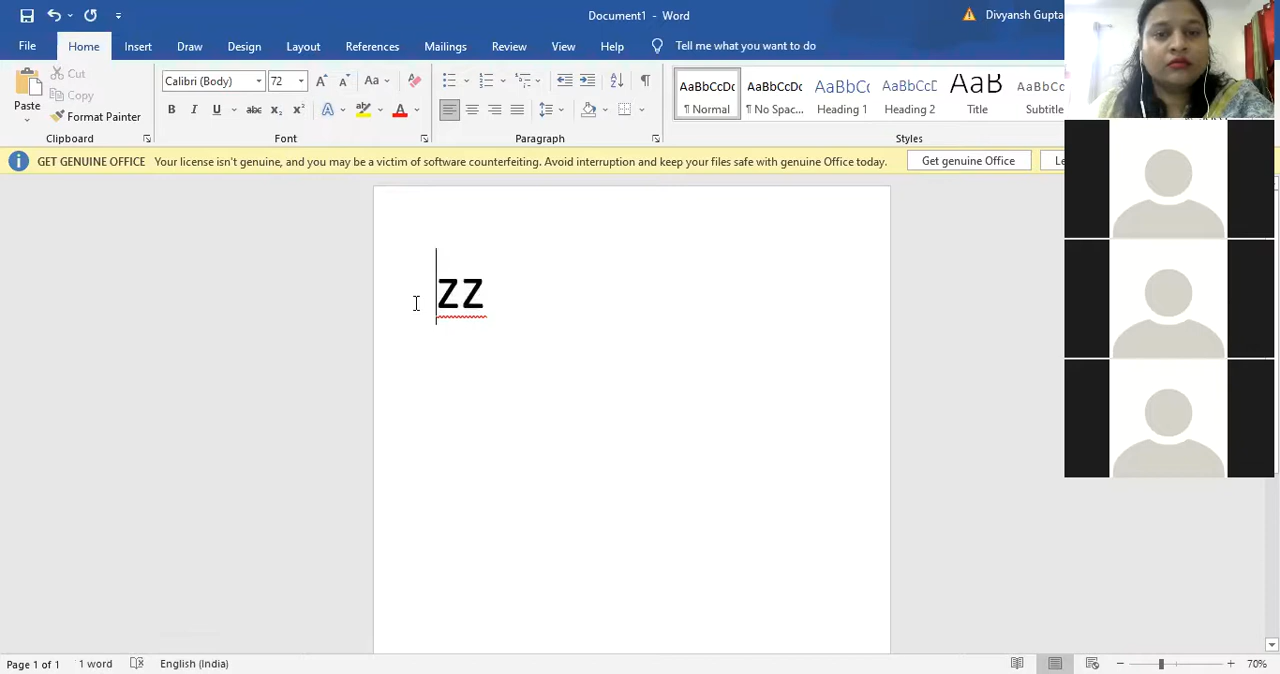 Document1 - Word
Divyansh Gupta
File Home Insert Draw Design Layout References Mailings Review View Help Tell me what you want to do
Paste
Cut
Copy
Format Painter
Clipboard
Calibri (Body) 72
Font
Paragraph
AaBbCcDc AaBbCcDc AaBbCc AaBbCcD AaB
¶ Normal ¶ No Spac... Heading 1 Heading 2 Title Subtitle
Styles
GET GENUINE OFFICE Your license isn't genuine, and you may be a victim of software counterfeiting. Avoid interruption and keep your files safe with genuine Office today. Get genuine Office
ZZ
Page 1 of 1 1 word English (India) 70%